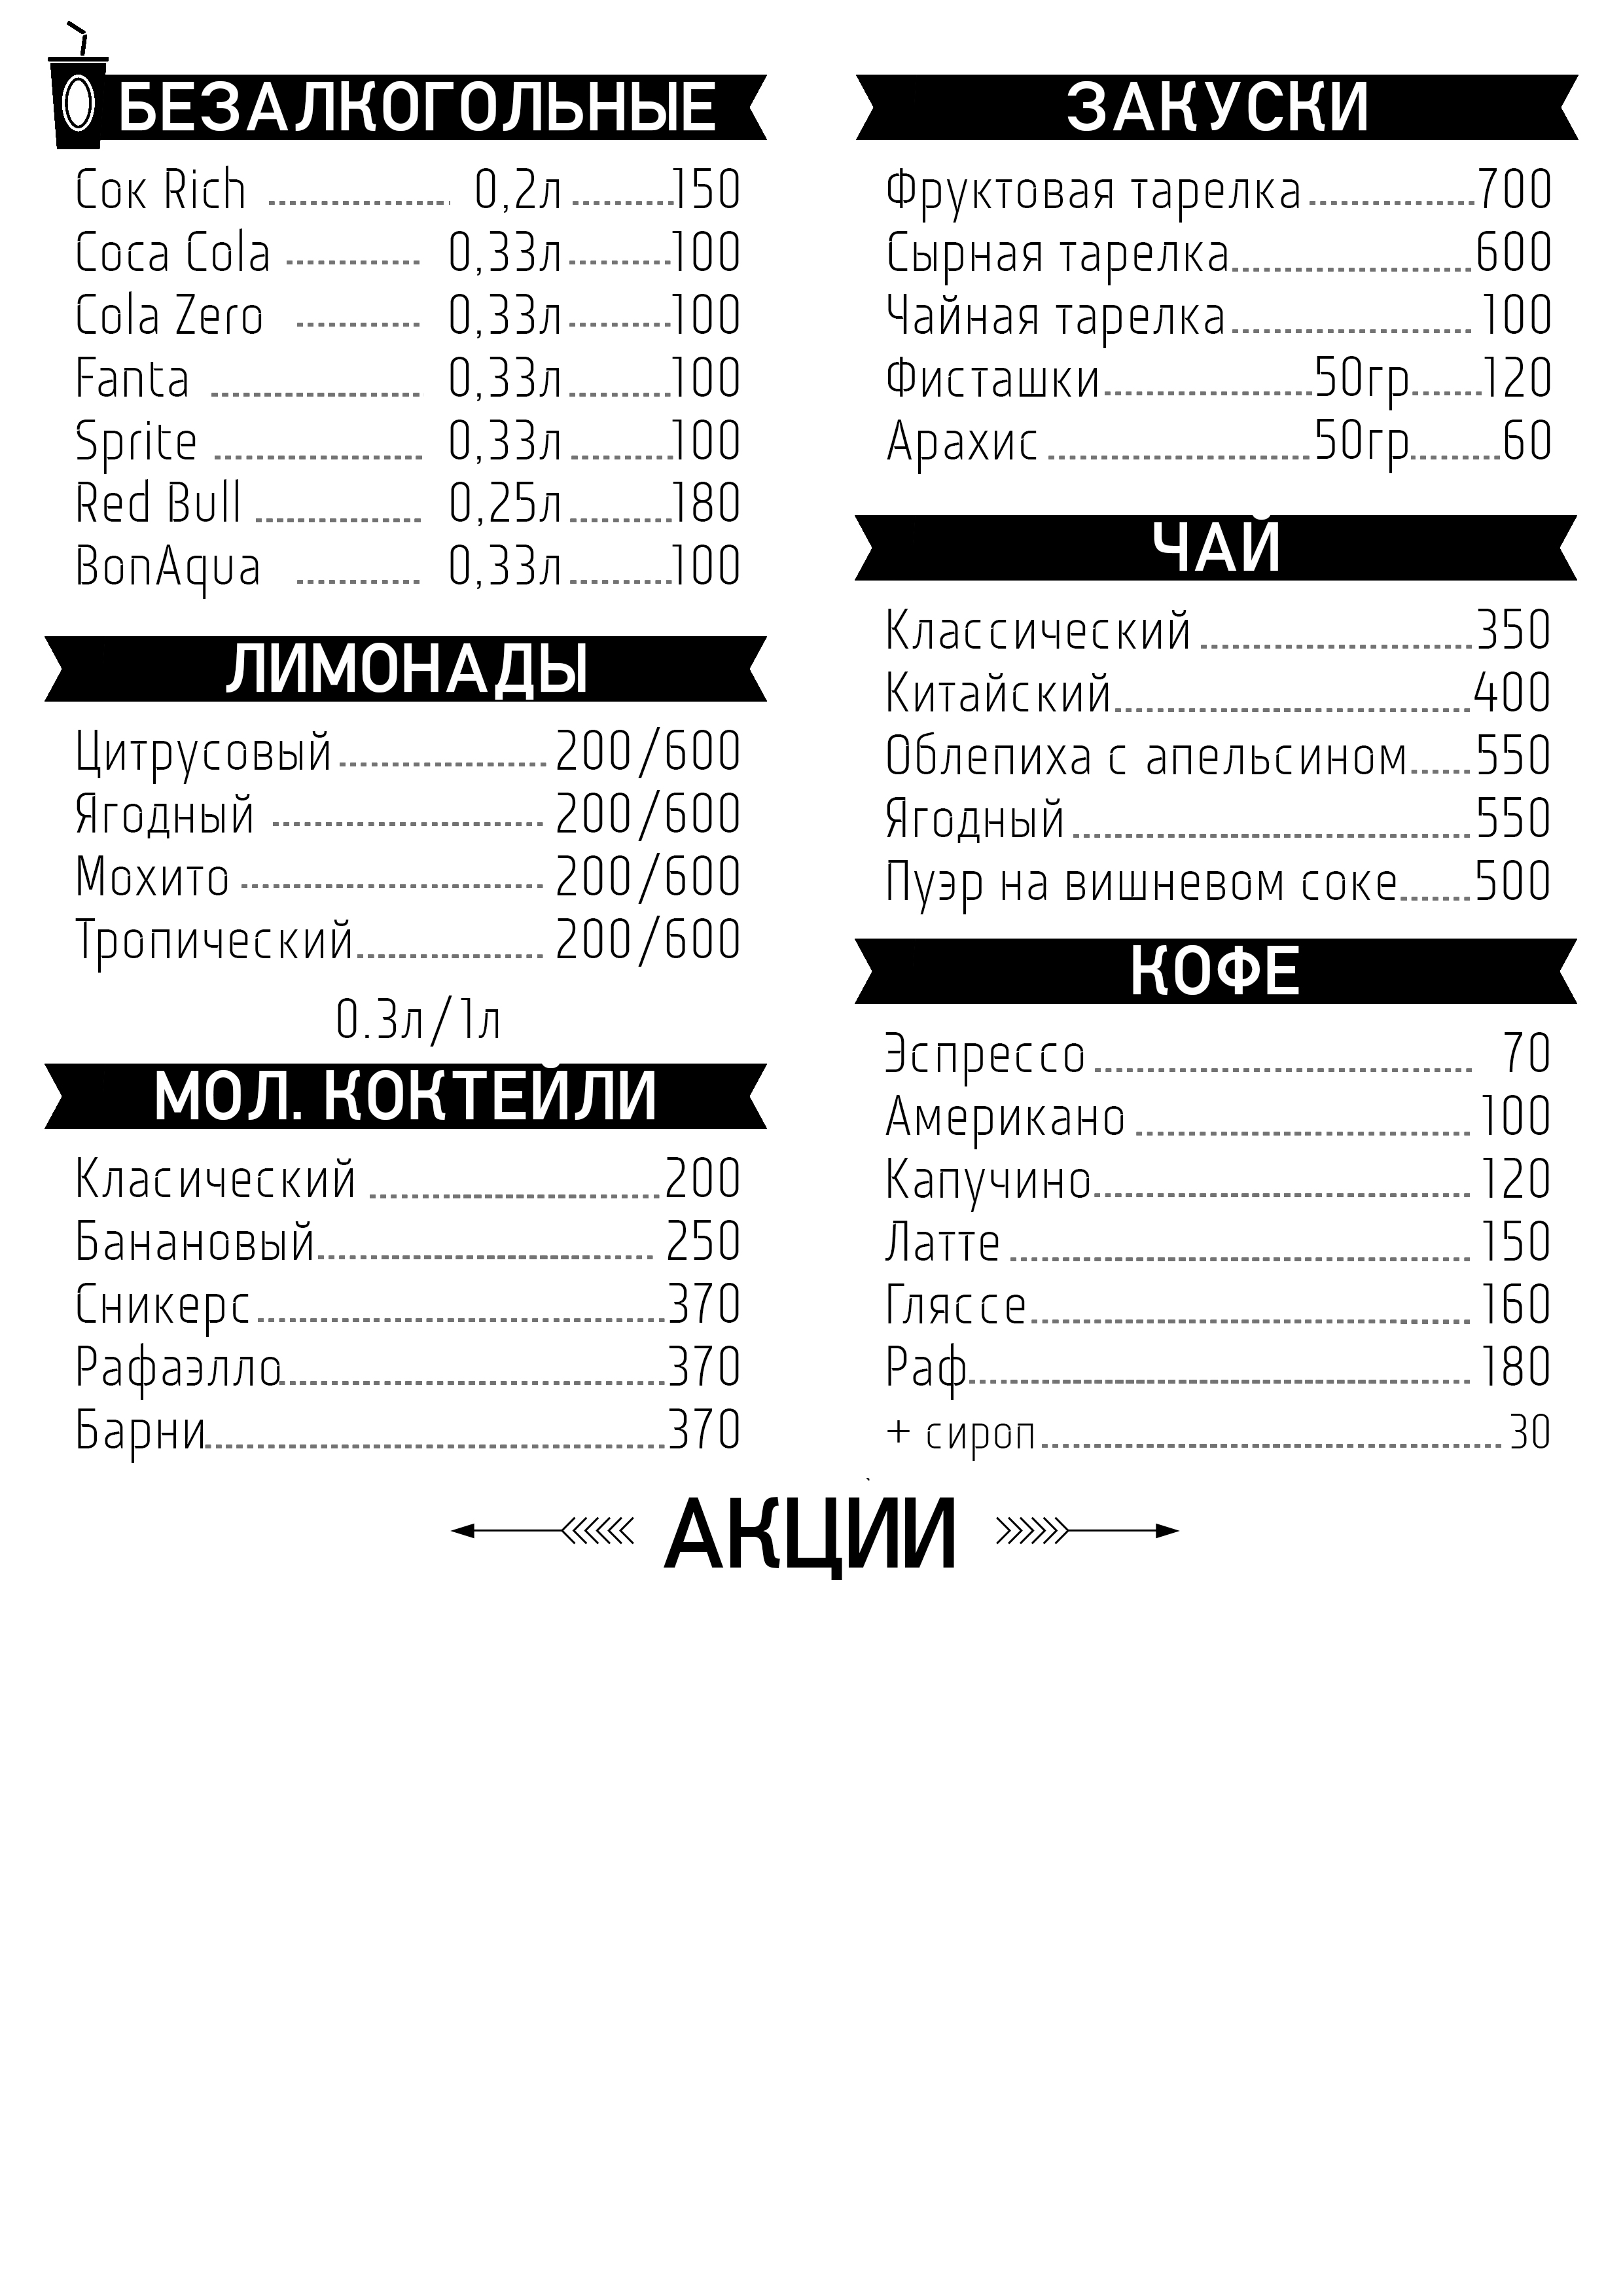 БЕЗАЛКОГОЛЬНЫЕ
Сок Rich 0,2л 150
Coca Cola 0,33л 100
Cola Zero 0,33л 100
Fanta 0,33л 100
Sprite 0,33л 100
Red Bull 0,25л 180
BonAqua 0,33л 100
ЛИМОНАДЫ
Цитрусовый 200/600
Ягодный 200/600
Мохито 200/600
Тропический 200/600
0.3л/1л
МОЛ. КОКТЕЙЛИ
Класический 200
Банановый 250
Сникерс 370
Рафаэлло 370
Барни 370
ЗАКУСКИ
Фруктовая тарелка 700
Сырная тарелка 600
Чайная тарелка 100
Фисташки 50гр 120
Арахис 50гр 60
ЧАЙ
Классический 350
Китайский 400
Облепиха с апельсином 550
Ягодный 550
Пуэр на вишневом соке 500
КОФЕ
Эспрессо 70
Американо 100
Капучино 120
Латте 150
Гляссе 160
Раф 180
+ сироп 30
АКЦИИ